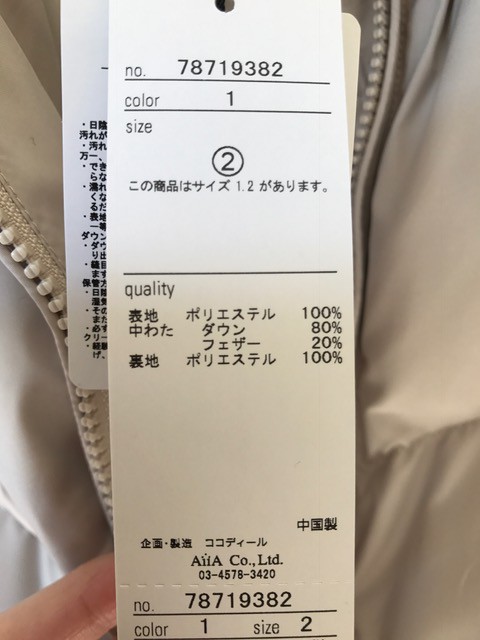 no. 78719382
color 1
size
②
この商品はサイズ 1.2 があります。
quality
表地 ポリエステル 100%
中わた ダウン 80%
フェザー 20%
裏地 ポリエステル 100%
中国製
企画・製造 ココディール
AiiA Co.,Ltd.
03-4578-3420
no. 78719382
color 1 size 2